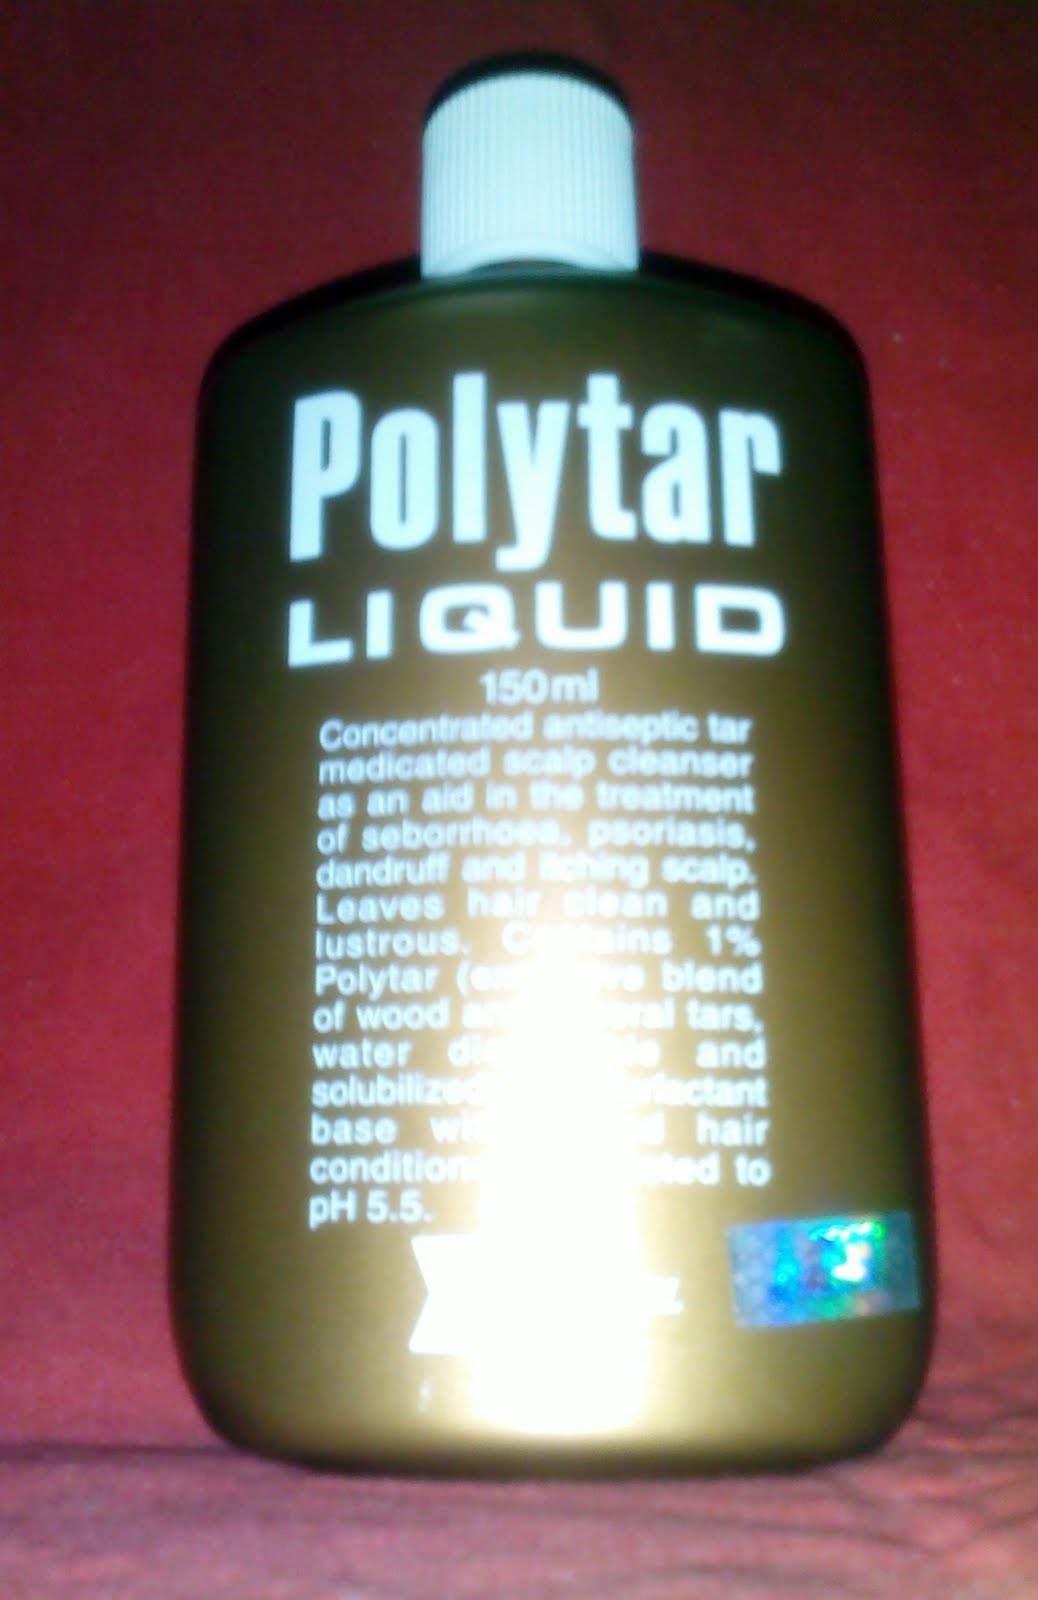 Polytar
LIQUID
150ml
Concentrated antiseptic tar
medicated scalp cleanser
as an aid in the treatment
of seborrhoea, psoriasis,
dandruff and itching scalp.
Leaves hair clean and
lustrous. Contains 1%
Polytar ( blend
of wood tars,
water and
base hair
to
pH 5.5.